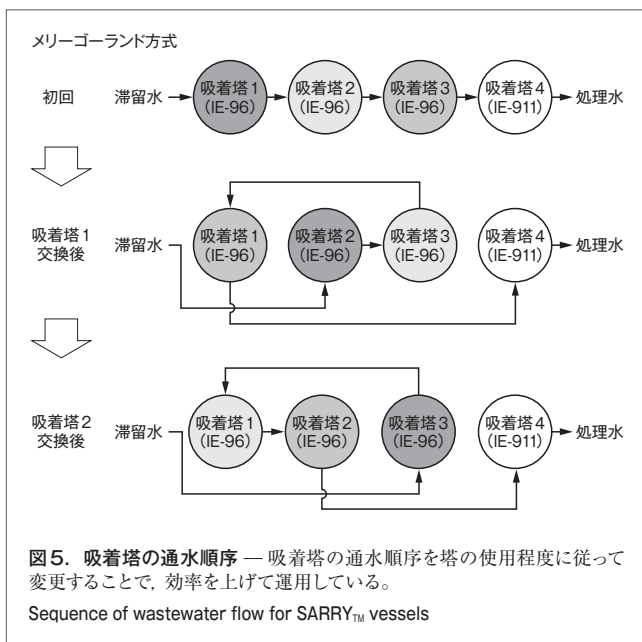 メリーゴーランド方式
初回
滞留水
吸着塔1
(IE-96)
吸着塔2
(IE-96)
吸着塔3
(IE-96)
吸着塔4
(IE-911)
処理水
吸着塔1
交換後
滞留水
吸着塔1
(IE-96)
吸着塔2
(IE-96)
吸着塔3
(IE-96)
吸着塔4
(IE-911)
処理水
吸着塔2
交換後
滞留水
吸着塔1
(IE-96)
吸着塔2
(IE-96)
吸着塔3
(IE-96)
吸着塔4
(IE-911)
処理水
図5. 吸着塔の通水順序 — 吸着塔の通水順序を塔の使用程度に従って
変更することで, 効率を上げて運用している。
Sequence of wastewater flow for SARRY™ vessels